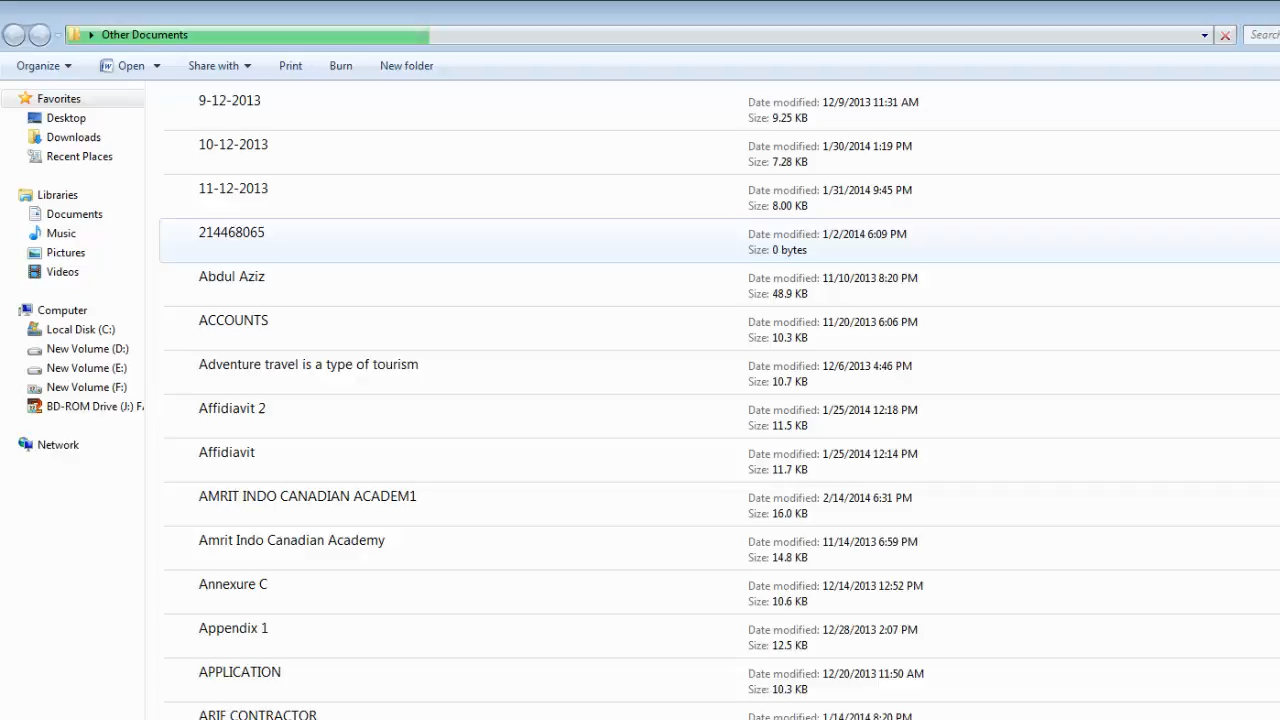 Other Documents
Search
Organize
Open
Share with
Print
Burn
New folder
Favorites
Desktop
Downloads
Recent Places
Libraries
Documents
Music
Pictures
Videos
Computer
Local Disk (C:)
New Volume (D:)
New Volume (E:)
New Volume (F:)
BD-ROM Drive (J:) FA
Network
9-12-2013
Date modified: 12/9/2013 11:31 AM
Size: 9.25 KB
10-12-2013
Date modified: 1/30/2014 1:19 PM
Size: 7.28 KB
11-12-2013
Date modified: 1/31/2014 9:45 PM
Size: 8.00 KB
214468065
Date modified: 1/2/2014 6:09 PM
Size: 0 bytes
Abdul Aziz
Date modified: 11/10/2013 8:20 PM
Size: 48.9 KB
ACCOUNTS
Date modified: 11/20/2013 6:06 PM
Size: 10.3 KB
Adventure travel is a type of tourism
Date modified: 12/6/2013 4:46 PM
Size: 10.7 KB
Affidiavit 2
Date modified: 1/25/2014 12:18 PM
Size: 11.5 KB
Affidiavit
Date modified: 1/25/2014 12:14 PM
Size: 11.7 KB
AMRIT INDO CANADIAN ACADEM1
Date modified: 2/14/2014 6:31 PM
Size: 16.0 KB
Amrit Indo Canadian Academy
Date modified: 11/14/2013 6:59 PM
Size: 14.8 KB
Annexure C
Date modified: 12/14/2013 12:52 PM
Size: 10.6 KB
Appendix 1
Date modified: 12/28/2013 2:07 PM
Size: 12.5 KB
APPLICATION
Date modified: 12/20/2013 11:50 AM
Size: 10.3 KB
ARIF CONTRACTOR
Date modified: 1/14/2014 8:20 PM